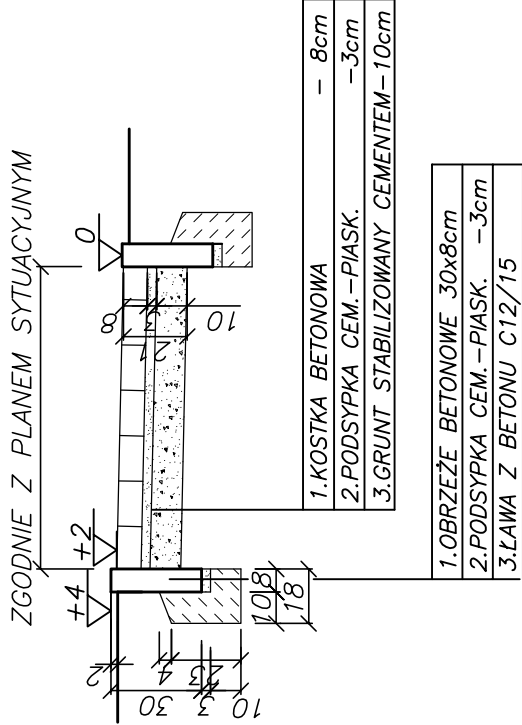 ZGODNIE Z PLANEM SYTUACYJNYM
+4
+2
0
2
30
3
10
4
3
2
10
8
18
8
3
10
21
1.KOSTKA BETONOWA - 8cm
2.PODSYPKA CEM.-PIASK. -3cm
3.GRUNT STABILIZOWANY CEMENTEM-10cm
1.OBRZEŻE BETONOWE 30x8cm
2.PODSYPKA CEM.-PIASK. -3cm
3.ŁAWA Z BETONU C12/15